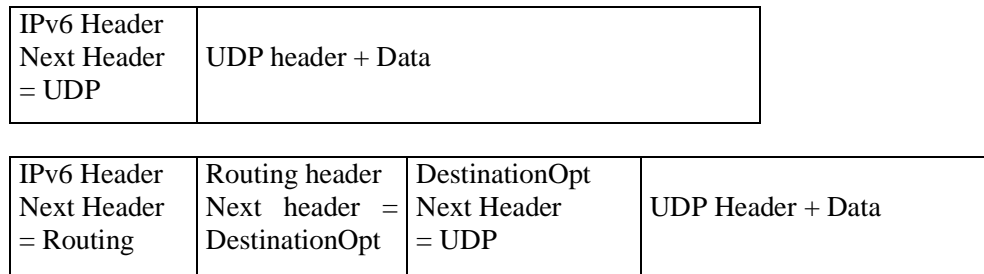 IPv6 Header
Next Header
= UDP
UDP header + Data
IPv6 Header
Next Header
= Routing
Routing header
Next header =
DestinationOpt
DestinationOpt
Next Header
= UDP
UDP Header + Data